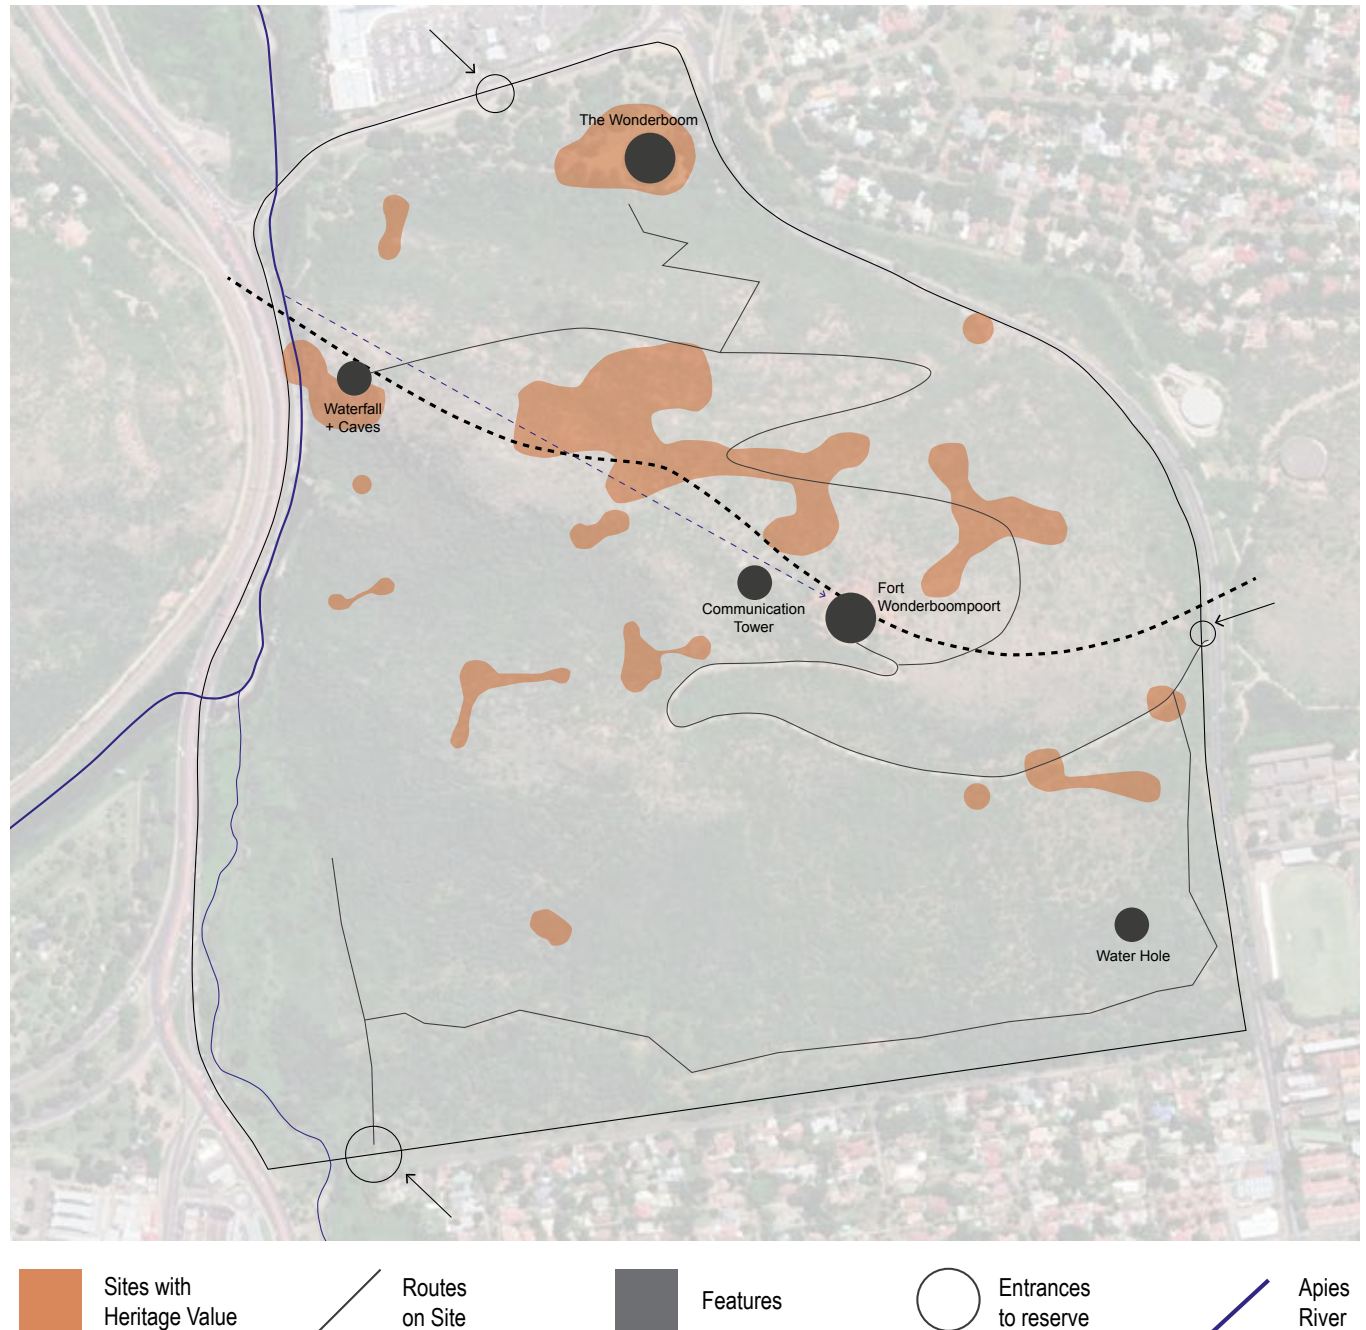 The Wonderboom
Waterfall
+ Caves
Communication
Tower
Fort
Wonderboompoort
Water Hole
Sites with
Heritage Value
Routes
on Site
Features
Entrances
to reserve
Apies
River